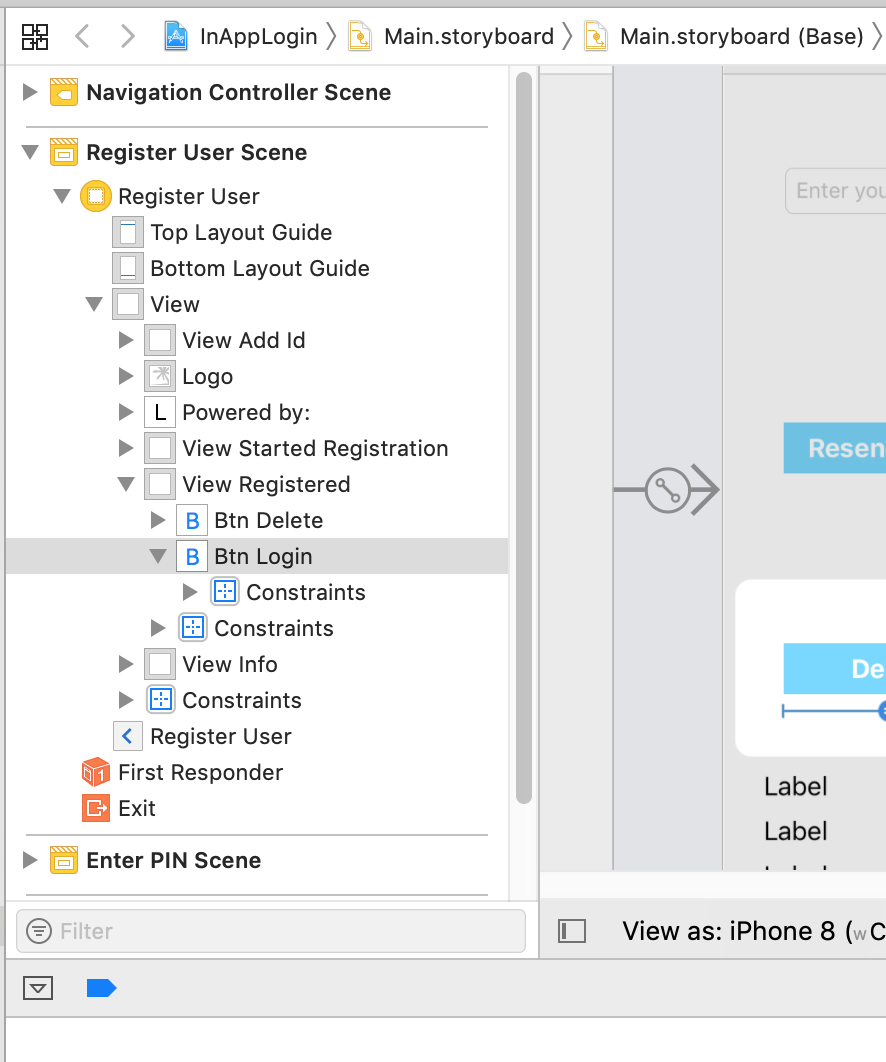 InAppLogin
Main.storyboard
Main.storyboard (Base)
Navigation Controller Scene
Register User Scene
Register User
Top Layout Guide
Bottom Layout Guide
View
View Add Id
Logo
L Powered by:
View Started Registration
View Registered
B Btn Delete
B Btn Login
Constraints
Constraints
View Info
Constraints
Register User
1 First Responder
Exit
Enter PIN Scene
Filter
Enter you
Resen
De
Label
Label
View as: iPhone 8 (wC